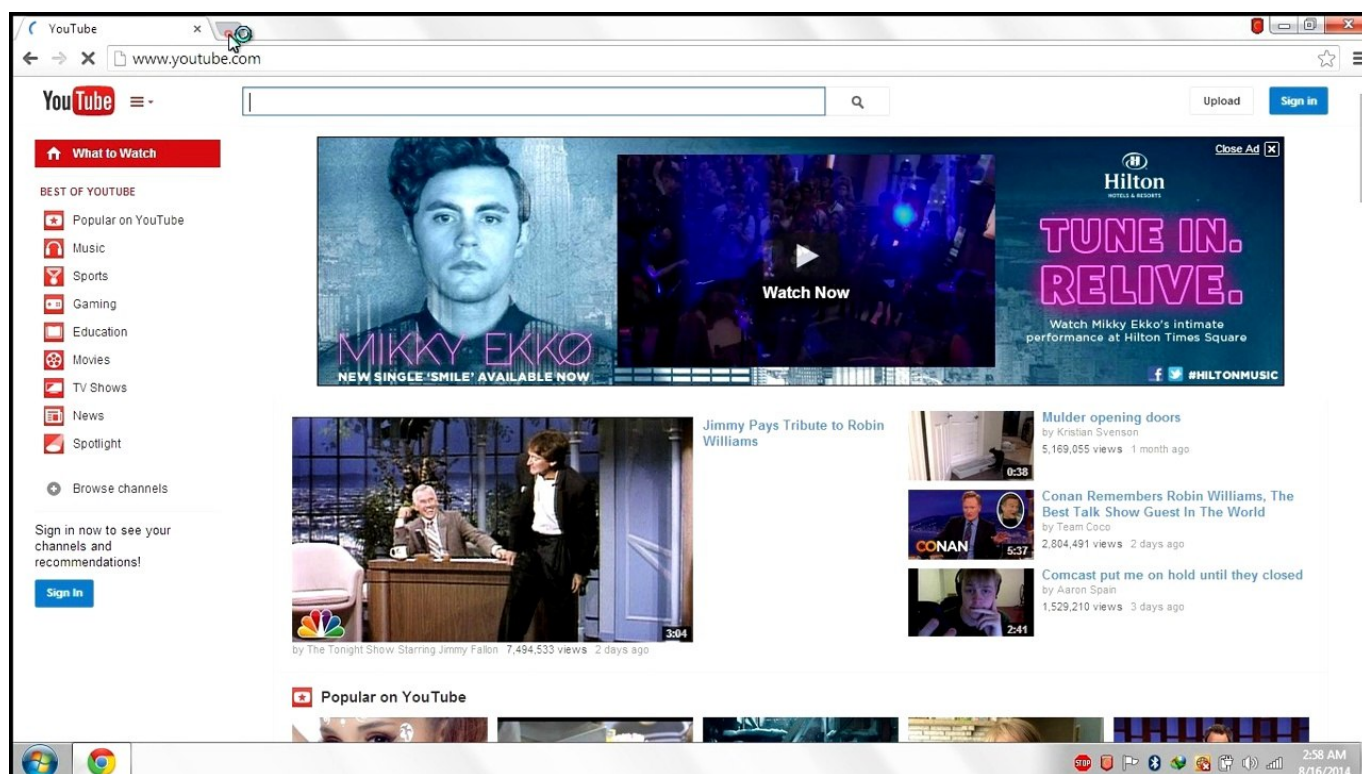 YouTube
www.youtube.com
YouTube
Upload
Sign in
What to Watch
BEST OF YOUTUBE
Popular on YouTube
Music
Sports
Gaming
Education
Movies
TV Shows
News
Spotlight
Browse channels
Sign in now to see your
channels and
recommendations!
Sign In
Close Ad
MIKKY EKKØ
NEW SINGLE 'SMILE' AVAILABLE NOW
Watch Now
Hilton
HOTELS & RESORTS
TUNE IN.
RELIVE.
Watch Mikky Ekko's intimate
performance at Hilton Times Square
#HILTONMUSIC
3:04
Jimmy Pays Tribute to Robin
Williams
by The Tonight Show Starring Jimmy Fallon 7,494,533 views 2 days ago
0:38
Mulder opening doors
by Kristian Svenson
5,169,055 views 1 month ago
CONAN
5:37
Conan Remembers Robin Williams, The
Best Talk Show Guest In The World
by Team Coco
2,804,491 views 2 days ago
2:41
Comcast put me on hold until they closed
by Aaron Spain
1,529,210 views 3 days ago
Popular on YouTube
STOP
2:58 AM
8/16/2014